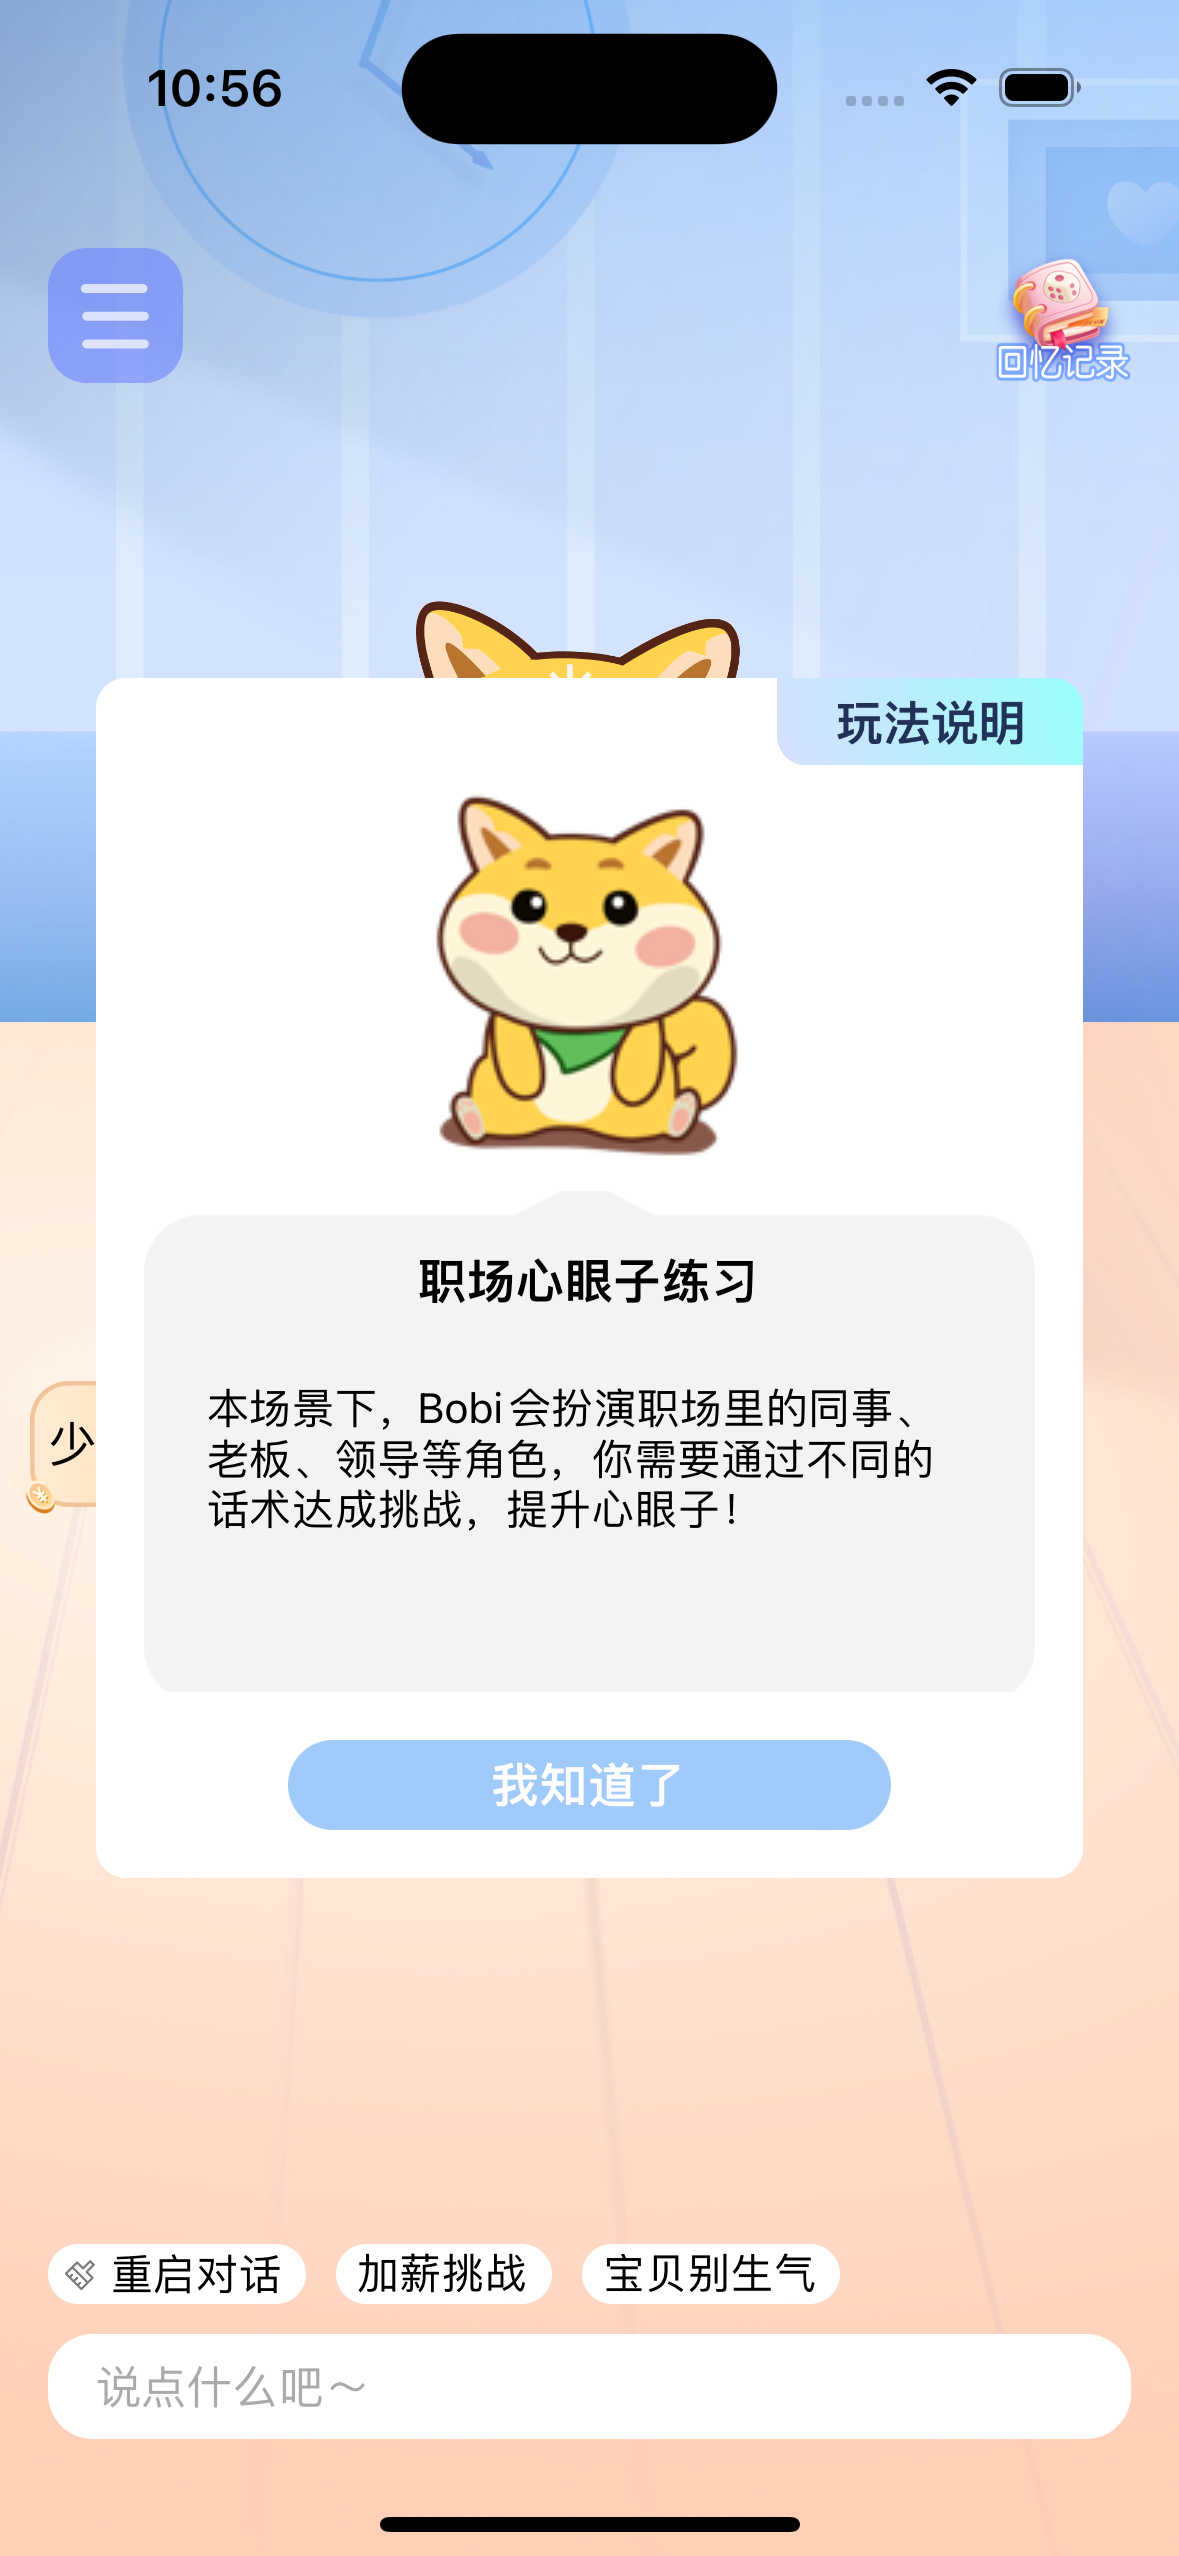 10:56
回忆记录
玩法说明
职场心眼子练习
本场景下，Bobi会扮演职场里的同事、
老板、领导等角色，你需要通过不同的
话术达成挑战，提升心眼子！
少
我知道了
重启对话
加薪挑战
宝贝别生气
说点什么吧～